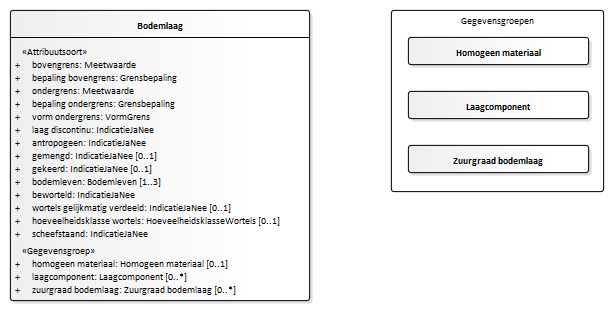 Bodemlaag
«Attribuutsoort»
+ bovengrens: Meetwaarde
+ bepaling bovengrens: Grensbepaling
+ ondergrens: Meetwaarde
+ bepaling ondergrens: Grensbepaling
+ vorm ondergrens: VormGrens
+ laag discontinu: IndicatieJaNee
+ antropogeen: IndicatieJaNee
+ gemengd: IndicatieJaNee [0..1]
+ gekeerd: IndicatieJaNee [0..1]
+ bodemleven: Bodemleven [1..3]
+ beworteld: IndicatieJaNee
+ wortels gelijkmatig verdeeld: IndicatieJaNee [0..1]
+ hoeveelheidsklasse wortels: HoeveelheidsklasseWortels [0..1]
+ scheefstaand: IndicatieJaNee
«Gegevensgroep»
+ homogeen materiaal: Homogeen materiaal [0..1]
+ laagcomponent: Laagcomponent [0..*]
+ zuurgraad bodemlaag: Zuurgraad bodemlaag [0..*]
Gegevensgroepen
Homogeen materiaal
Laagcomponent
Zuurgraad bodemlaag